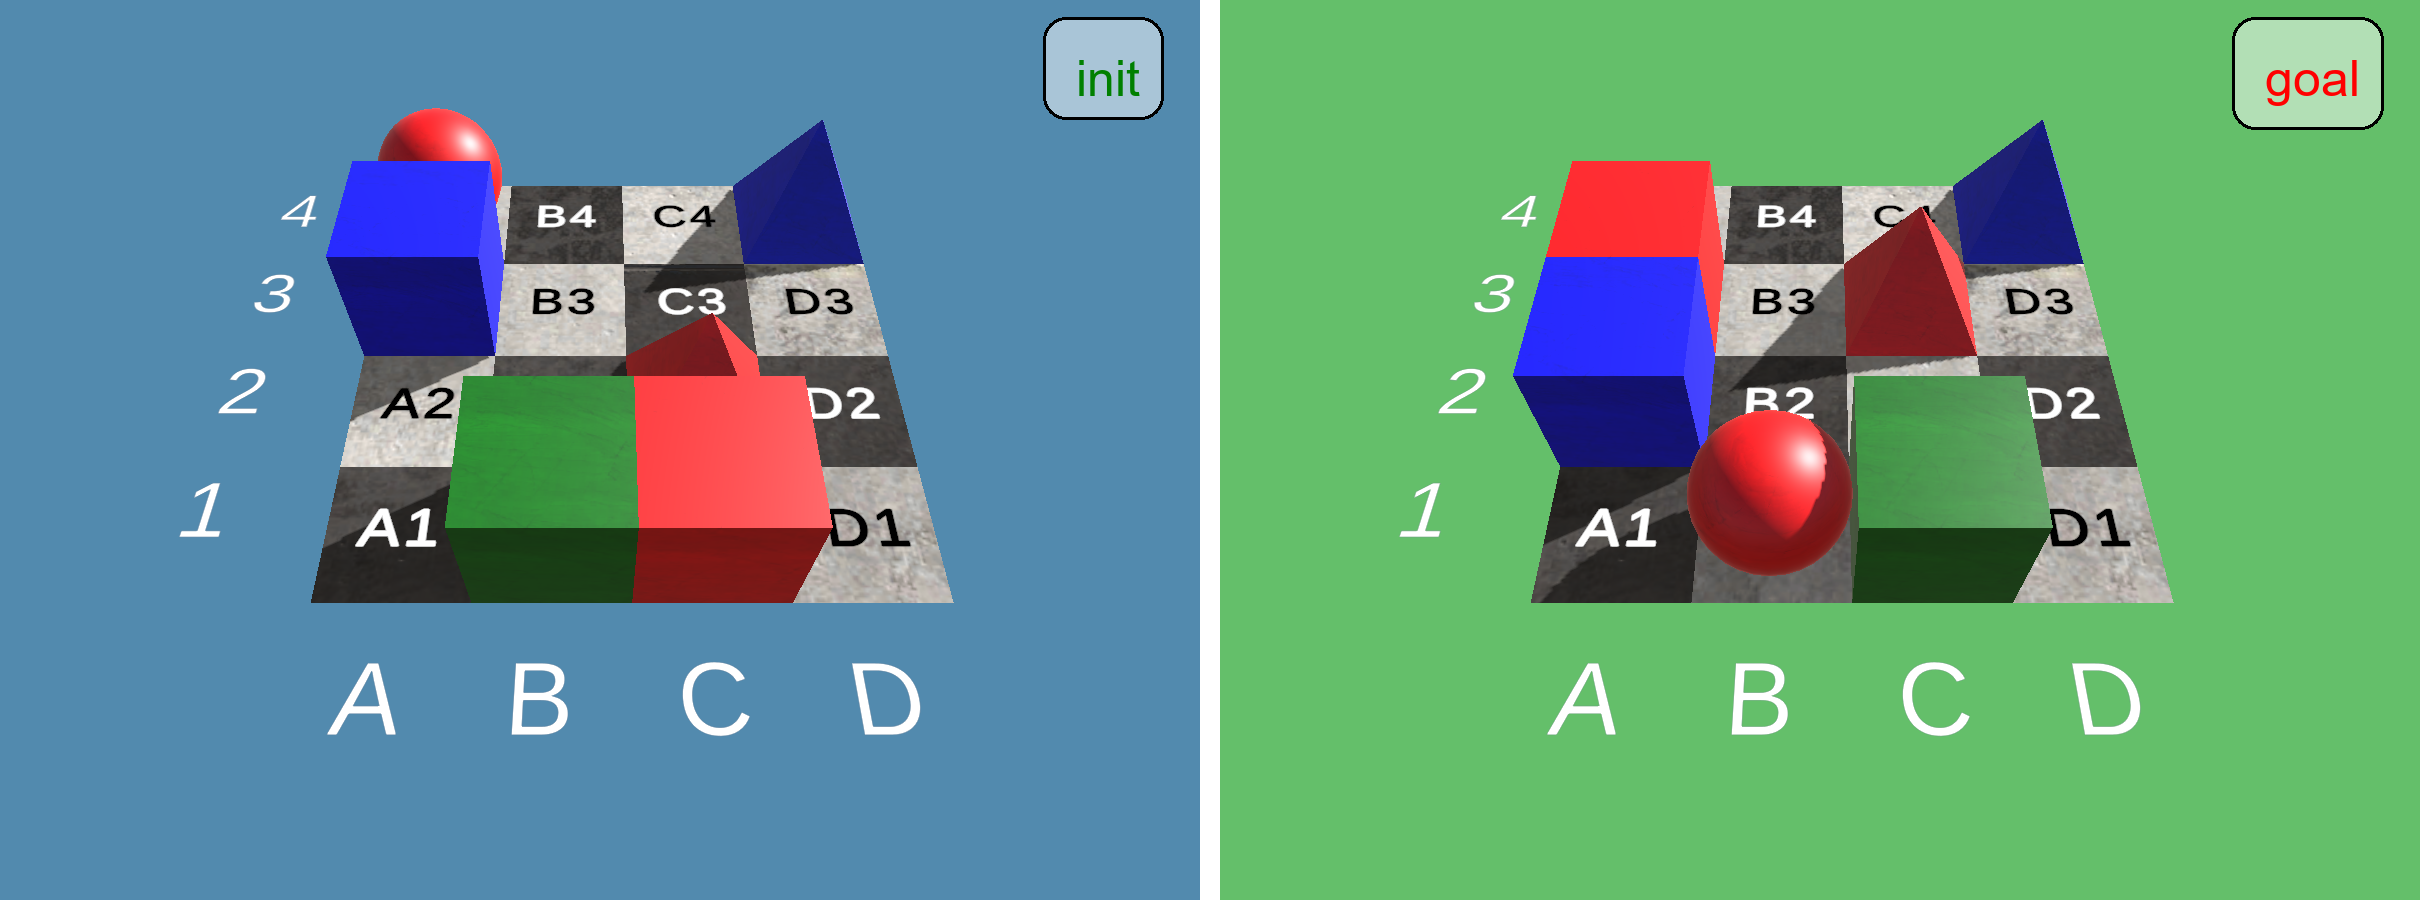 init
4 B4 C4
3 B3 C3 D3
2 A2 D2
1 A1 D1
A B C D
goal
4 B4
3 B3 D3
2 B2 D2
1 A1 D1
A B C D